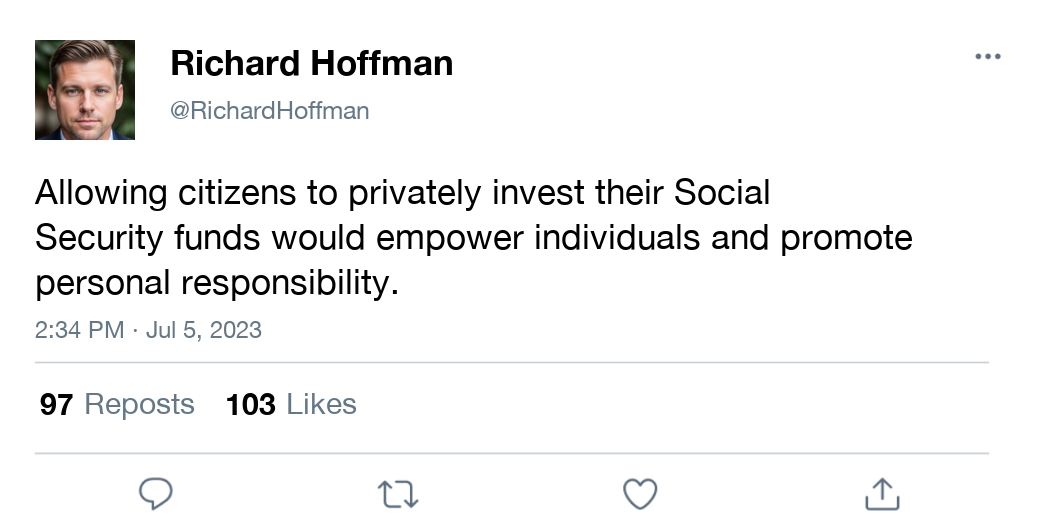 Richard Hoffman
@RichardHoffman
Allowing citizens to privately invest their Social
Security funds would empower individuals and promote
personal responsibility.
2:34 PM · Jul 5, 2023
97 Reposts 103 Likes